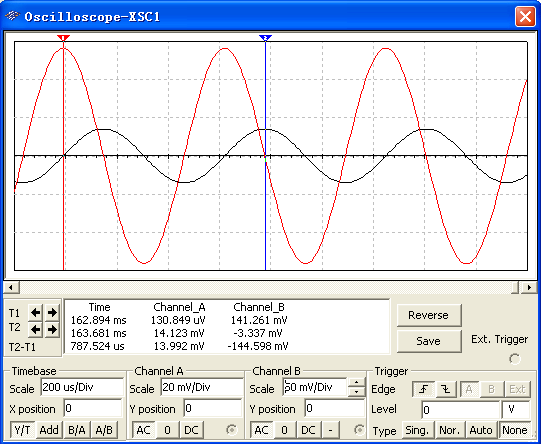 Oscilloscope-XSC1
1 2
Time Channel_A Channel_B
T1 162.894 ms 130.849 uV 141.261 mV
T2 163.681 ms 14.123 mV -3.337 mV
T2-T1 787.524 us 13.992 mV -144.598 mV
Reverse
Save
Ext. Trigger
Timebase Channel A Channel B Trigger
Scale 200 us/Div Scale 20 mV/Div Scale 50 mV/Div Edge A B Ext
X position 0 Y position 0 Y position 0 Level 0 V
Y/T Add B/A A/B AC 0 DC AC 0 DC - Type Sing. Nor. Auto None